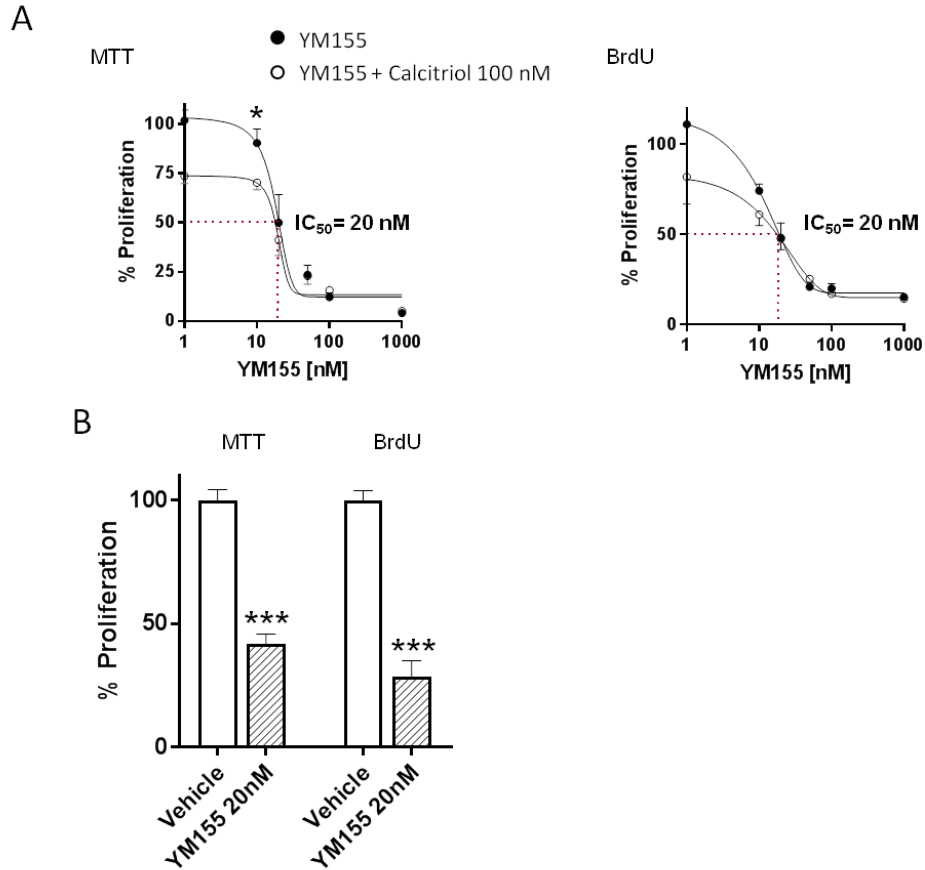 A
MTT
YM155
YM155 + Calcitriol 100 nM
BrdU
% Proliferation
100
75
50
25
0
*
IC50= 20 nM
1
10
100
1000
YM155 [nM]
% Proliferation
100
50
0
IC50= 20 nM
1
10
100
1000
YM155 [nM]
B
MTT
BrdU
% Proliferation
100
50
0
***
***
Vehicle
YM155 20nM
Vehicle
YM155 20nM